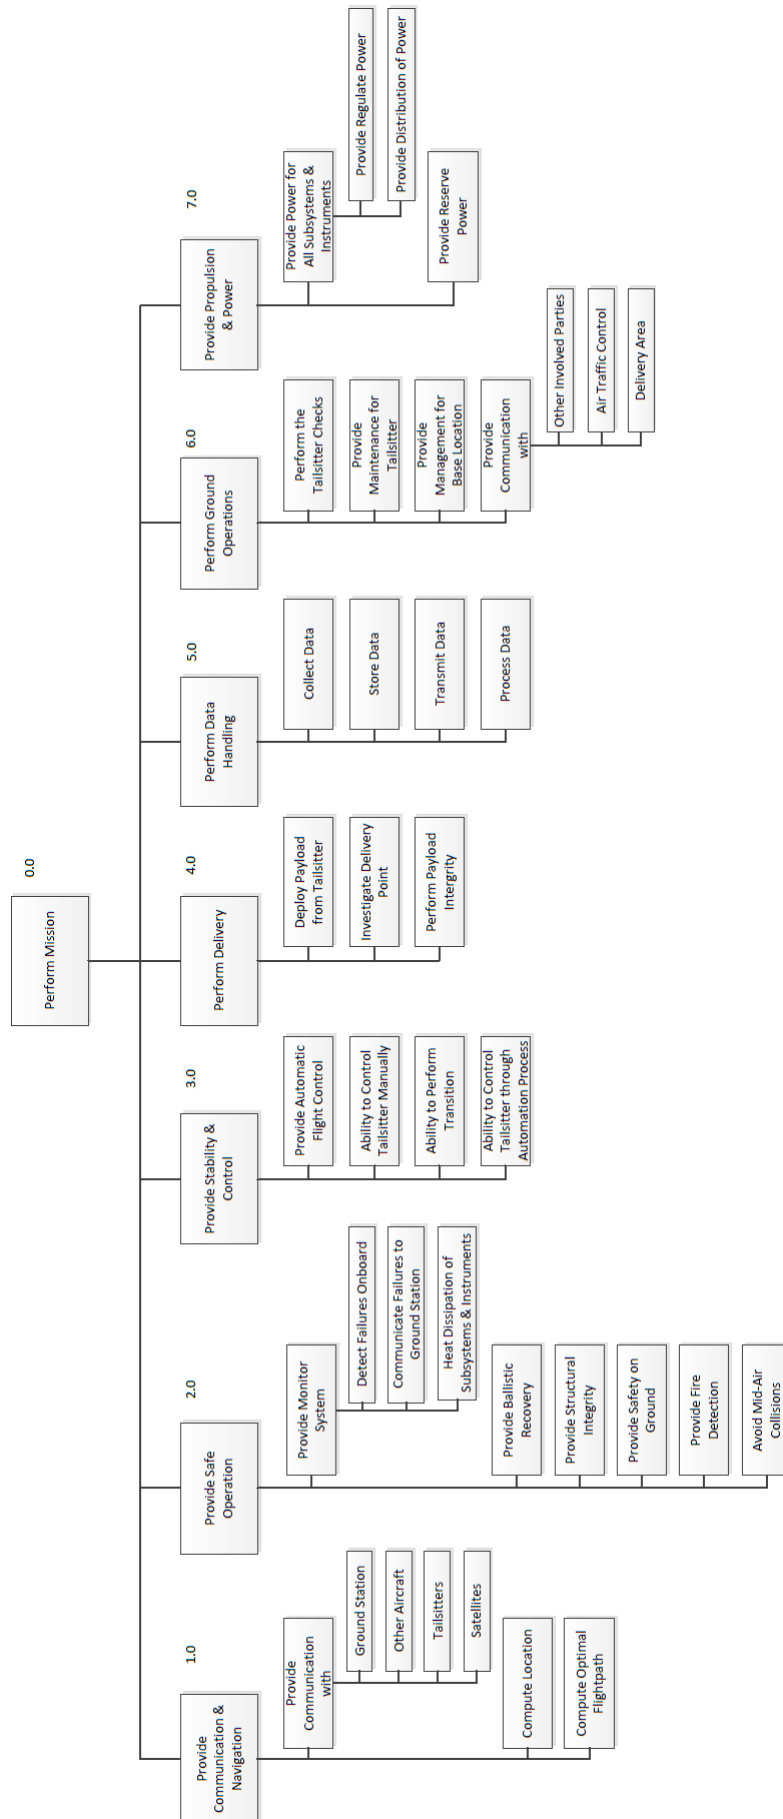 0.0
Perform Mission
1.0
Provide
Communication &
Navigation
Provide
Communication
with
Ground Station
Other Aircraft
Tailsitters
Satellites
Compute Location
Compute Optimal
Flightpath
2.0
Provide Safe
Operation
Provide Monitor
System
Detect Failures Onboard
Communicate Failures to
Ground Station
Heat Dissipation of
Subsystems & Instruments
Provide Ballistic
Recovery
Provide Structural
Integrity
Provide Safety on
Ground
Provide Fire
Detection
Avoid Mid-Air
Collisions
3.0
Provide Stability &
Control
Provide Automatic
Flight Control
Ability to Control
Tailsitter Manually
Ability to Perform
Transition
Ability to Control
Tailsitter through
Automation Process
4.0
Perform Delivery
Deploy Payload
from Tailsitter
Investigate Delivery
Point
Perform Payload
Intergrity
5.0
Perform Data
Handling
Collect Data
Store Data
Transmit Data
Process Data
6.0
Perform Ground
Operations
Perform the
Tailsitter Checks
Provide
Maintenance for
Tailsitter
Provide
Management for
Base Location
Provide
Communication
with
Other Involved Parties
Air Traffic Control
Delivery Area
7.0
Provide Propulsion
& Power
Provide Power for
All Subsystems &
Instruments
Provide Regulate Power
Provide Distribution of Power
Provide Reserve
Power